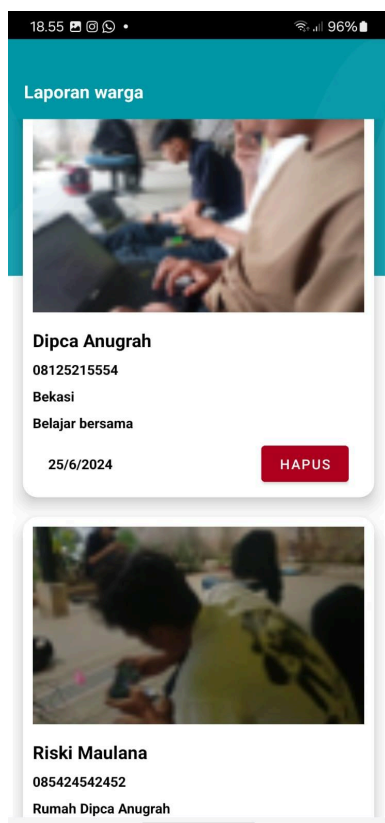 18.55
96%
Laporan warga
Dipca Anugrah
08125215554
Bekasi
Belajar bersama
25/6/2024
HAPUS
Riski Maulana
085424542452
Rumah Dipca Anugrah